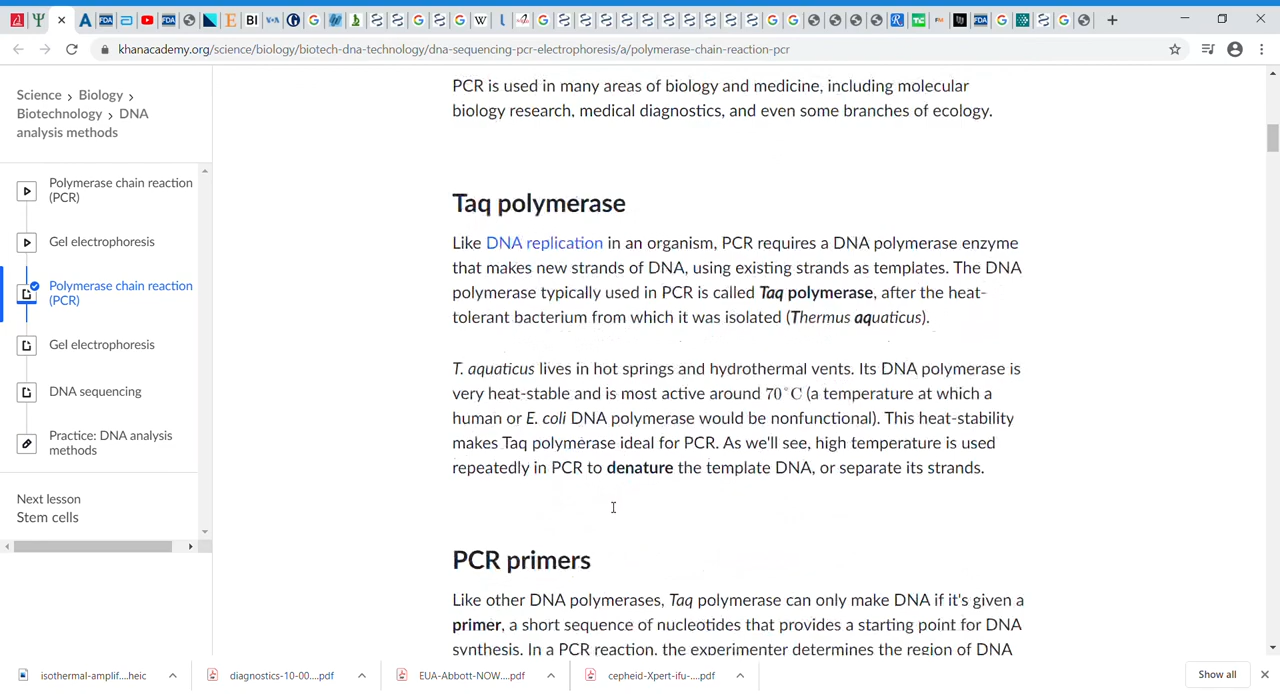 khanacademy.org/science/biology/biotech-dna-technology/dna-sequencing-pcr-electrophoresis/a/polymerase-chain-reaction-pcr
Science > Biology >
Biotechnology > DNA
analysis methods
Polymerase chain reaction
(PCR)
Gel electrophoresis
Polymerase chain reaction
(PCR)
Gel electrophoresis
DNA sequencing
Practice: DNA analysis
methods
Next lesson
Stem cells
PCR is used in many areas of biology and medicine, including molecular
biology research, medical diagnostics, and even some branches of ecology.
Taq polymerase
Like DNA replication in an organism, PCR requires a DNA polymerase enzyme
that makes new strands of DNA, using existing strands as templates. The DNA
polymerase typically used in PCR is called Taq polymerase, after the heat-
tolerant bacterium from which it was isolated (Thermus aquaticus).
T. aquaticus lives in hot springs and hydrothermal vents. Its DNA polymerase is
very heat-stable and is most active around 70°C (a temperature at which a
human or E. coli DNA polymerase would be nonfunctional). This heat-stability
makes Taq polymerase ideal for PCR. As we'll see, high temperature is used
repeatedly in PCR to denature the template DNA, or separate its strands.
PCR primers
Like other DNA polymerases, Taq polymerase can only make DNA if it's given a
primer, a short sequence of nucleotides that provides a starting point for DNA
synthesis. In a PCR reaction, the experimenter determines the region of DNA
isothermal-amplif....heic
diagnostics-10-00....pdf
EUA-Abbott-NOW....pdf
cepheid-Xpert-ifu-....pdf
Show all